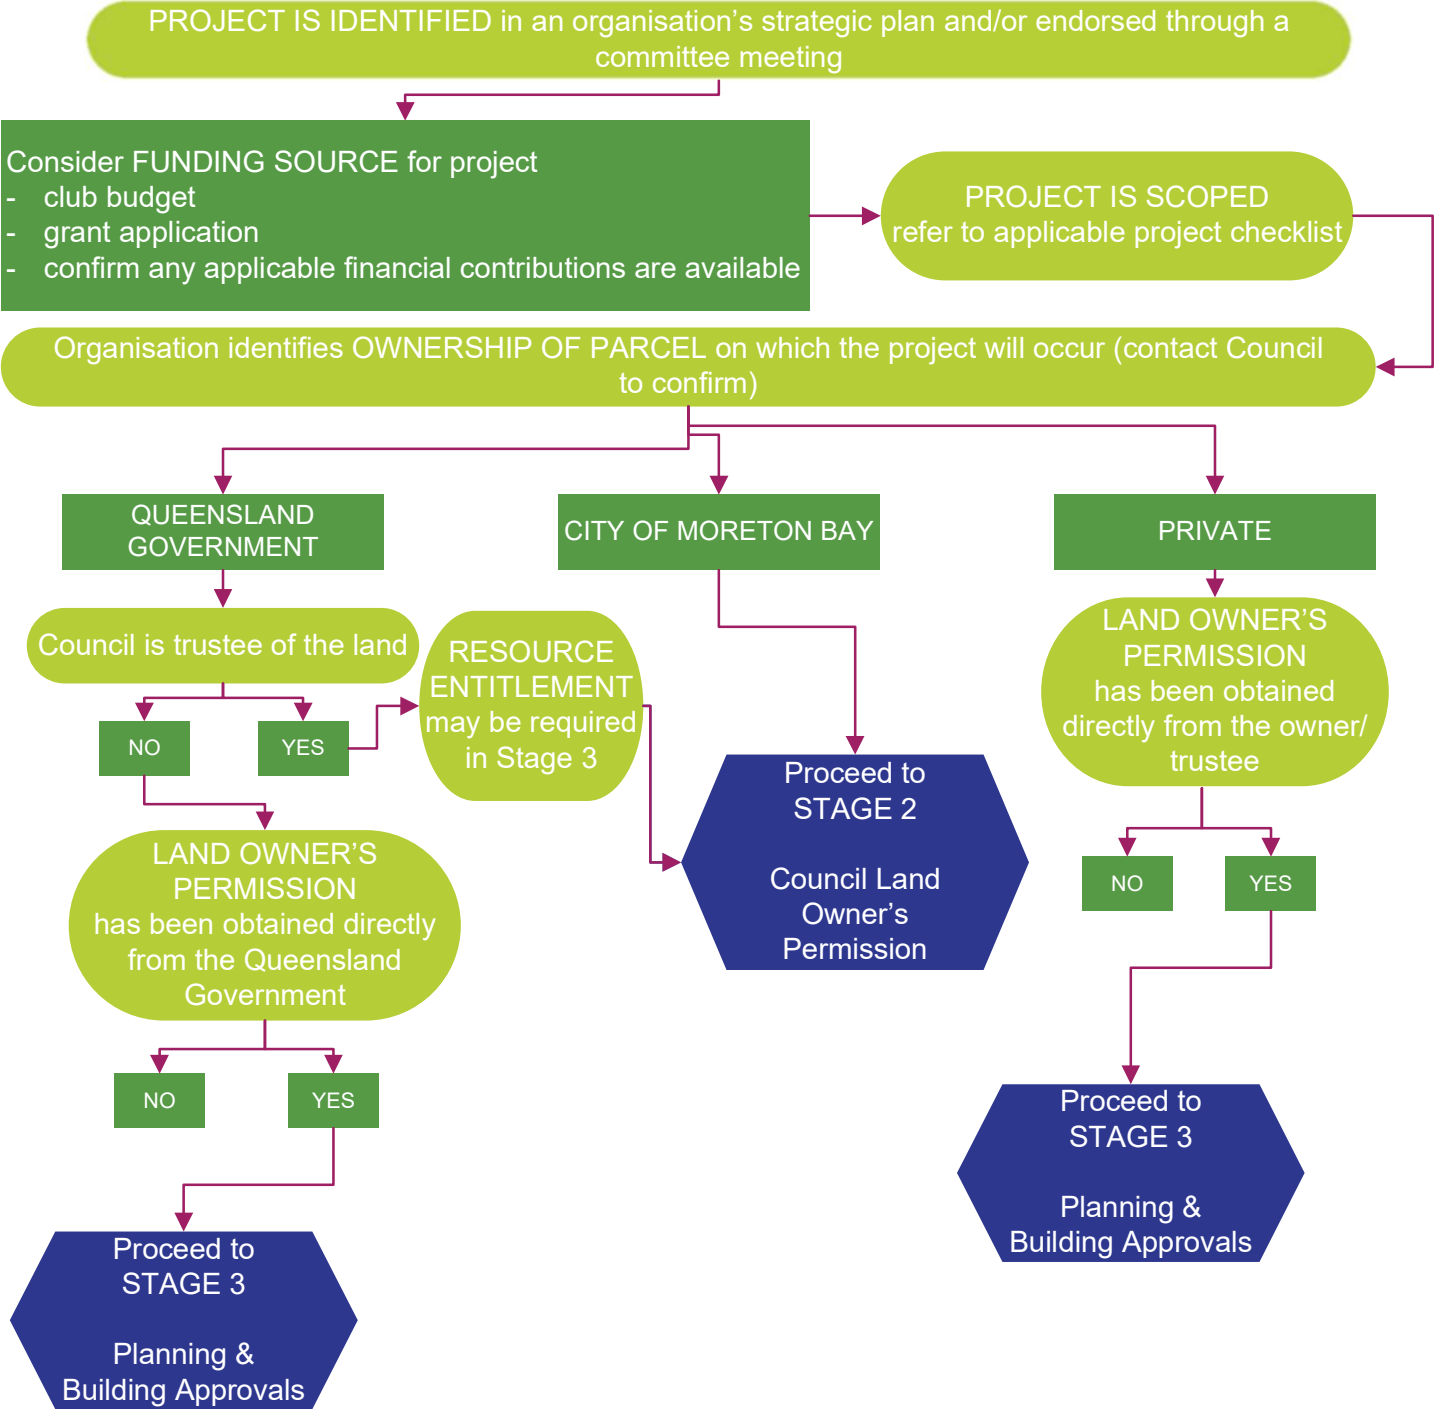 PROJECT IS IDENTIFIED in an organisation's strategic plan and/or endorsed through a
committee meeting
Consider FUNDING SOURCE for project
- club budget
- grant application
- confirm any applicable financial contributions are available
PROJECT IS SCOPED
refer to applicable project checklist
Organisation identifies OWNERSHIP OF PARCEL on which the project will occur (contact Council
to confirm)
QUEENSLAND
GOVERNMENT
CITY OF MORETON BAY
PRIVATE
Council is trustee of the land
NO
YES
RESOURCE
ENTITLEMENT
may be required
in Stage 3
LAND OWNER'S
PERMISSION
has been obtained
directly from the owner/
trustee
Proceed to
STAGE 2
Council Land
Owner's
Permission
NO
YES
LAND OWNER'S
PERMISSION
has been obtained directly
from the Queensland
Government
NO
YES
Proceed to
STAGE 3
Planning &
Building Approvals
Proceed to
STAGE 3
Planning &
Building Approvals